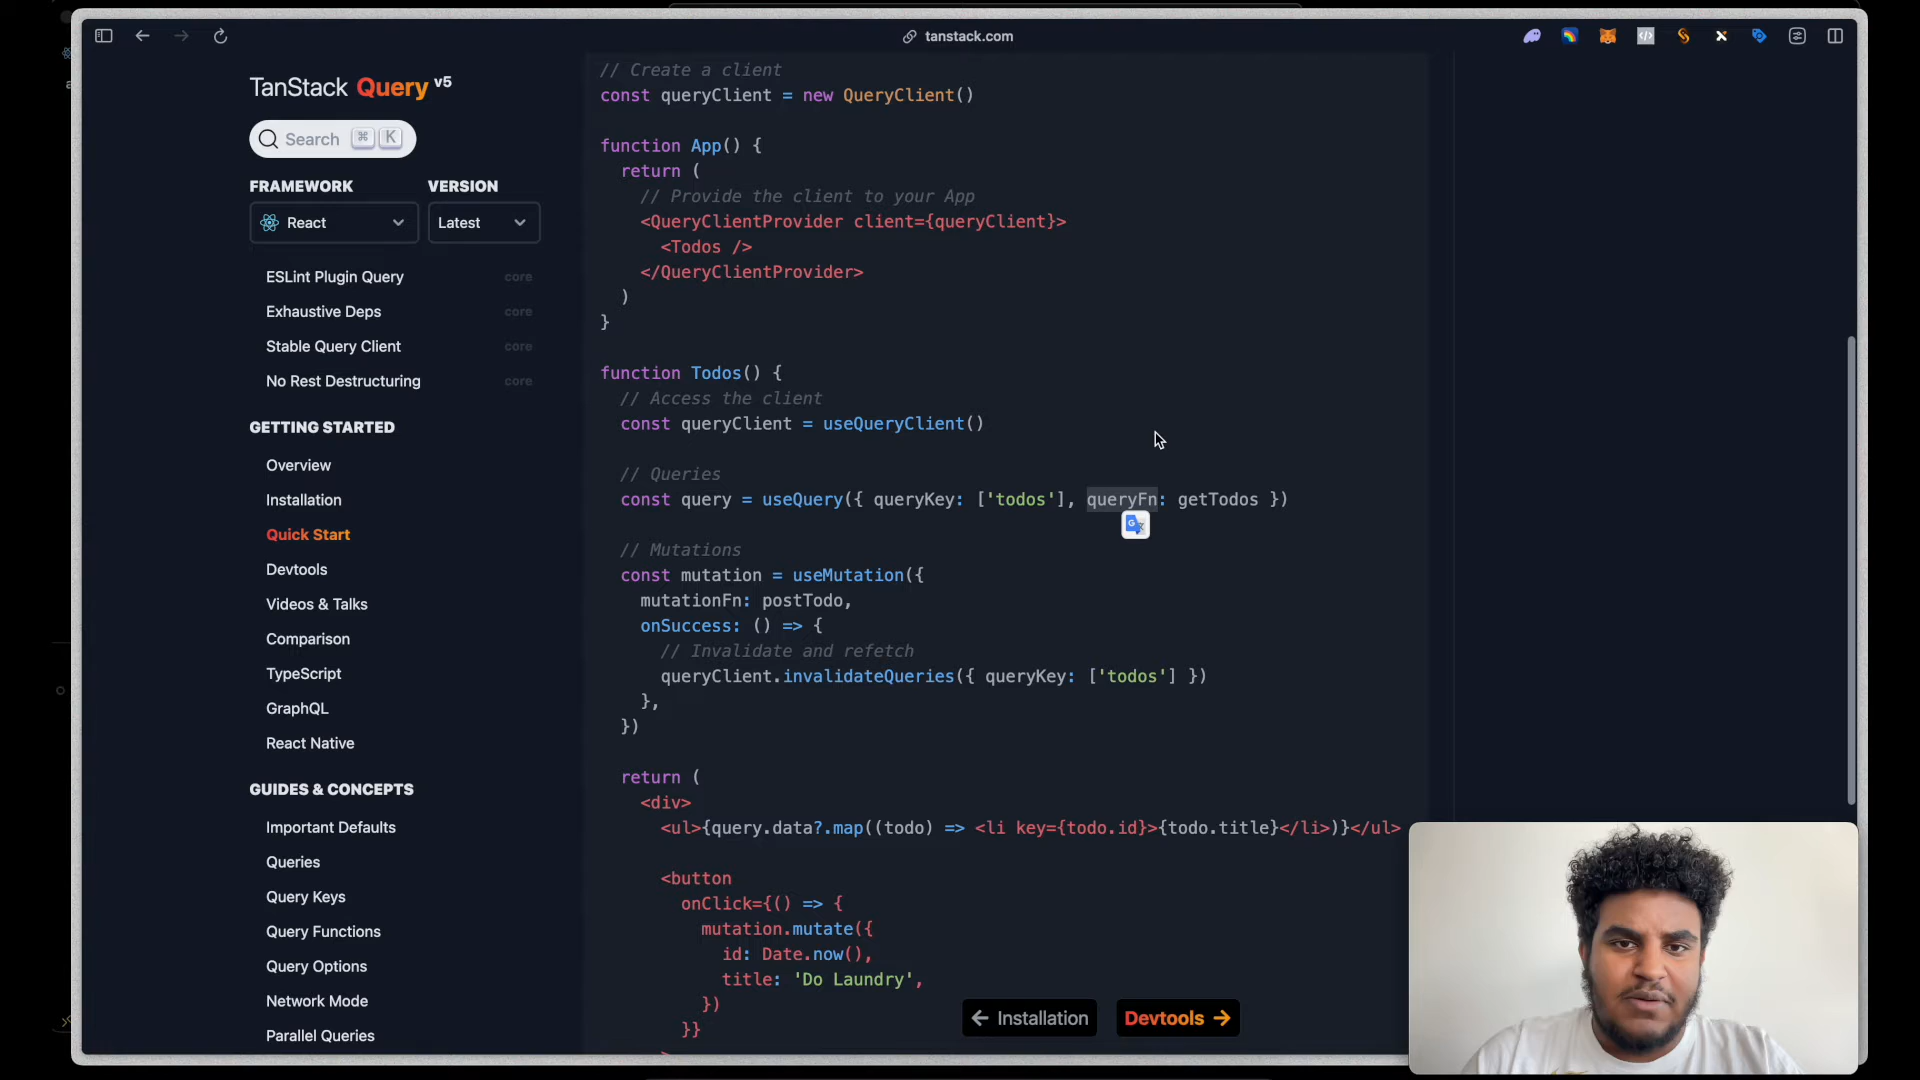 tanstack.com
TanStack Query v5
Search ⌘ K
FRAMEWORK
VERSION
React
Latest
ESLint Plugin Query core
Exhaustive Deps core
Stable Query Client core
No Rest Destructuring core
GETTING STARTED
Overview
Installation
Quick Start
Devtools
Videos & Talks
Comparison
TypeScript
GraphQL
React Native
GUIDES & CONCEPTS
Important Defaults
Queries
Query Keys
Query Functions
Query Options
Network Mode
Parallel Queries
// Create a client
const queryClient = new QueryClient()
function App() {
return (
// Provide the client to your App
<QueryClientProvider client={queryClient}>
<Todos />
</QueryClientProvider>
)
}
function Todos() {
// Access the client
const queryClient = useQueryClient()
// Queries
const query = useQuery({ queryKey: ['todos'], queryFn: getTodos })
// Mutations
const mutation = useMutation({
mutationFn: postTodo,
onSuccess: () => {
// Invalidate and refetch
queryClient.invalidateQueries({ queryKey: ['todos'] })
},
})
return (
<div>
<ul>{query.data?.map((todo) => <li key={todo.id}>{todo.title}</li>)}</ul>
<button
onClick={() => {
mutation.mutate({
id: Date.now(),
title: 'Do Laundry',
})
}}
← Installation
Devtools →